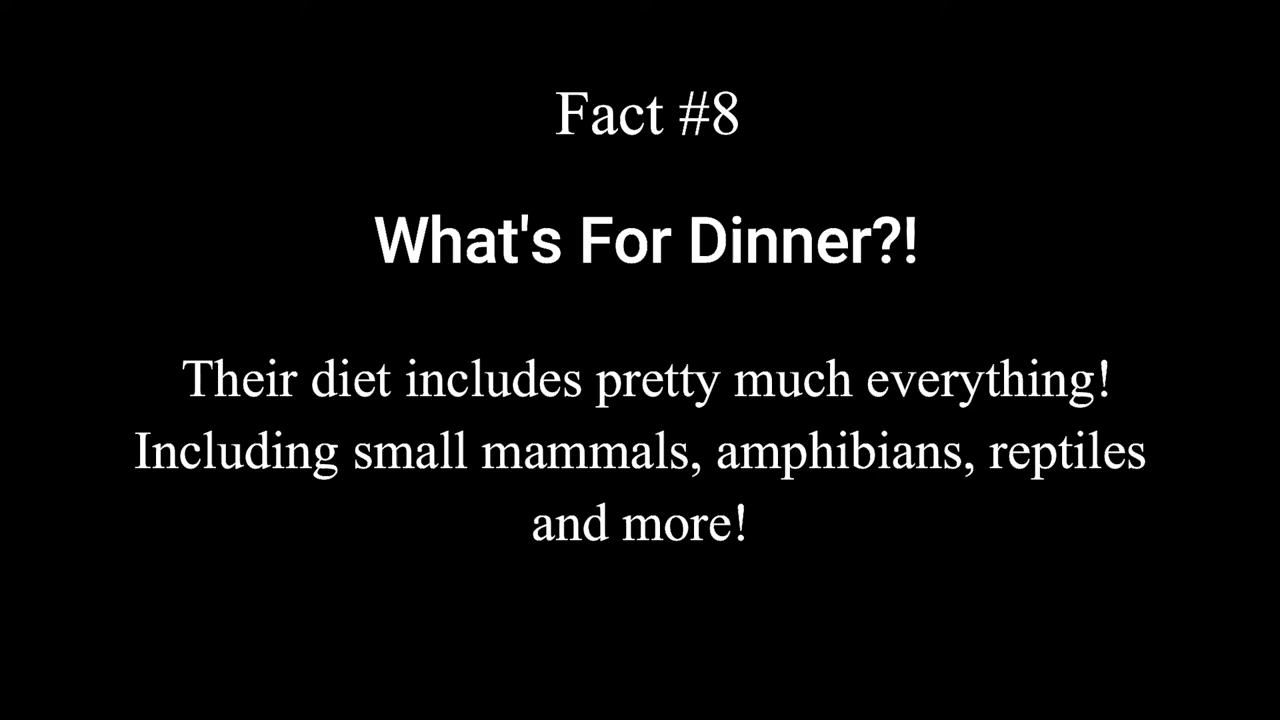 Fact #8
What's For Dinner?!
Their diet includes pretty much everything!
Including small mammals, amphibians, reptiles
and more!